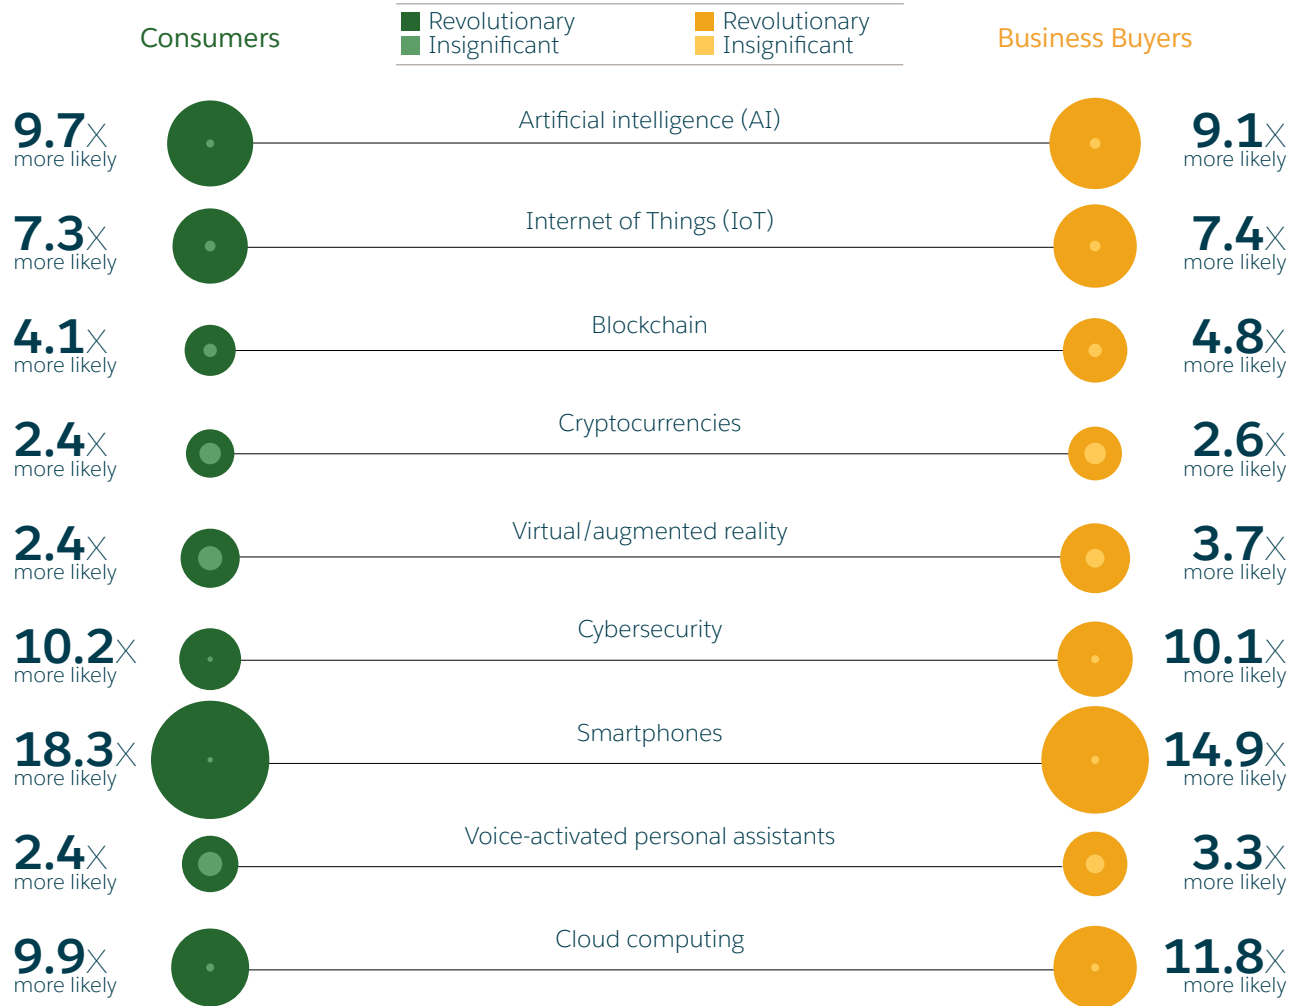 Consumers
Revolutionary
Insignificant
Revolutionary
Insignificant
Business Buyers
9.7X
more likely
Artificial intelligence (AI)
9.1X
more likely
7.3X
more likely
Internet of Things (IoT)
7.4X
more likely
4.1X
more likely
Blockchain
4.8X
more likely
2.4X
more likely
Cryptocurrencies
2.6X
more likely
2.4X
more likely
Virtual/augmented reality
3.7X
more likely
10.2X
more likely
Cybersecurity
10.1X
more likely
18.3X
more likely
Smartphones
14.9X
more likely
2.4X
more likely
Voice-activated personal assistants
3.3X
more likely
9.9X
more likely
Cloud computing
11.8X
more likely